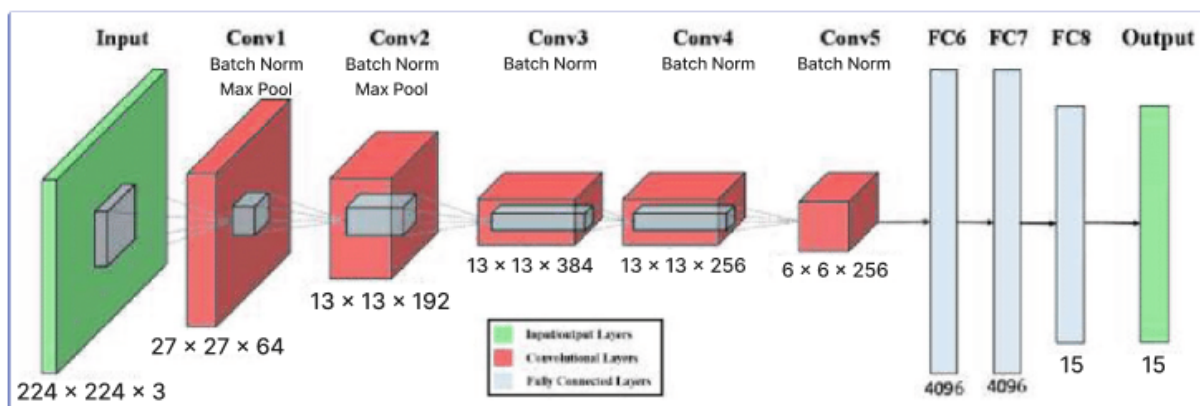 Input
Conv1
Batch Norm
Max Pool
Conv2
Batch Norm
Max Pool
Conv3
Batch Norm
Conv4
Batch Norm
Conv5
Batch Norm
FC6
FC7
FC8
Output
224 × 224 × 3
27 × 27 × 64
13 × 13 × 192
13 × 13 × 384
13 × 13 × 256
6 × 6 × 256
4096
4096
15
15
Input/output Layers
Convolutional Layers
Fully Connected Layers